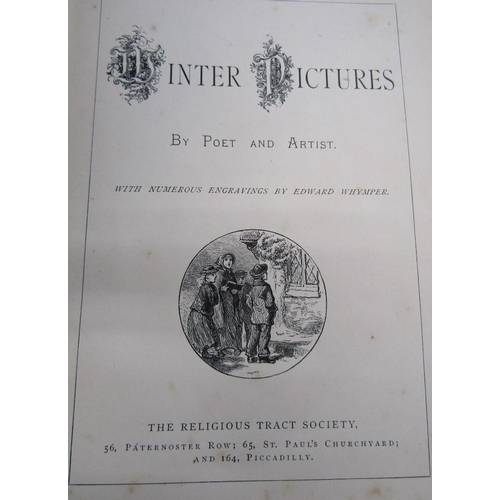 WINTER PICTURES
BY POET AND ARTIST.
WITH NUMEROUS ENGRAVINGS BY EDWARD WHYMPER.
THE RELIGIOUS TRACT SOCIETY,
56, PATERNOSTER ROW; 65, ST. PAUL'S CHURCHYARD;
AND 164, PICCADILLY.